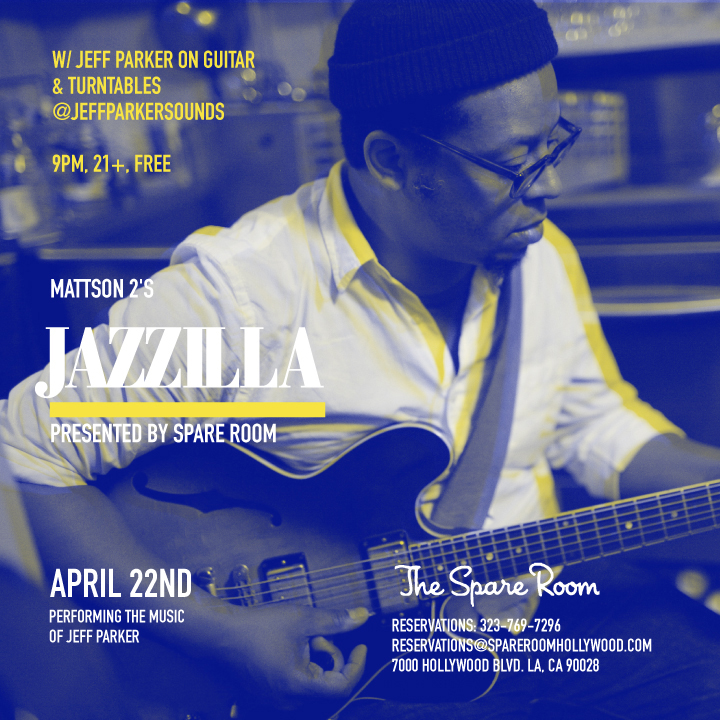 W/ JEFF PARKER ON GUITAR
& TURNTABLES
@JEFFPARKERSOUNDS
9PM, 21+, FREE
MATTSON 2'S
JAZZILLA
PRESENTED BY SPARE ROOM
APRIL 22ND
PERFORMING THE MUSIC
OF JEFF PARKER
The Spare Room
RESERVATIONS: 323-769-7296
RESERVATIONS@SPAREROOMHOLLYWOOD.COM
7000 HOLLYWOOD BLVD. LA, CA 90028